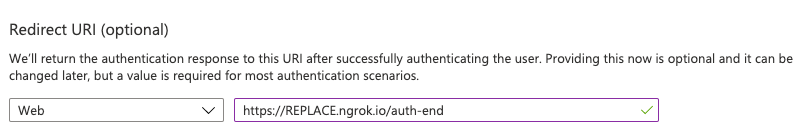 Redirect URI (optional)
We'll return the authentication response to this URI after successfully authenticating the user. Providing this now is optional and it can be
changed later, but a value is required for most authentication scenarios.
Web https://REPLACE.ngrok.io/auth-end